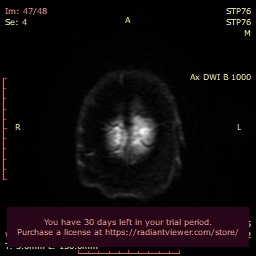 Im: 47/48
Se: 4
A
STP76
STP76
M
Ax DWI B 1000
R
L
You have 30 days left in your trial period.
Purchase a license at https://radiantviewer.com/store/